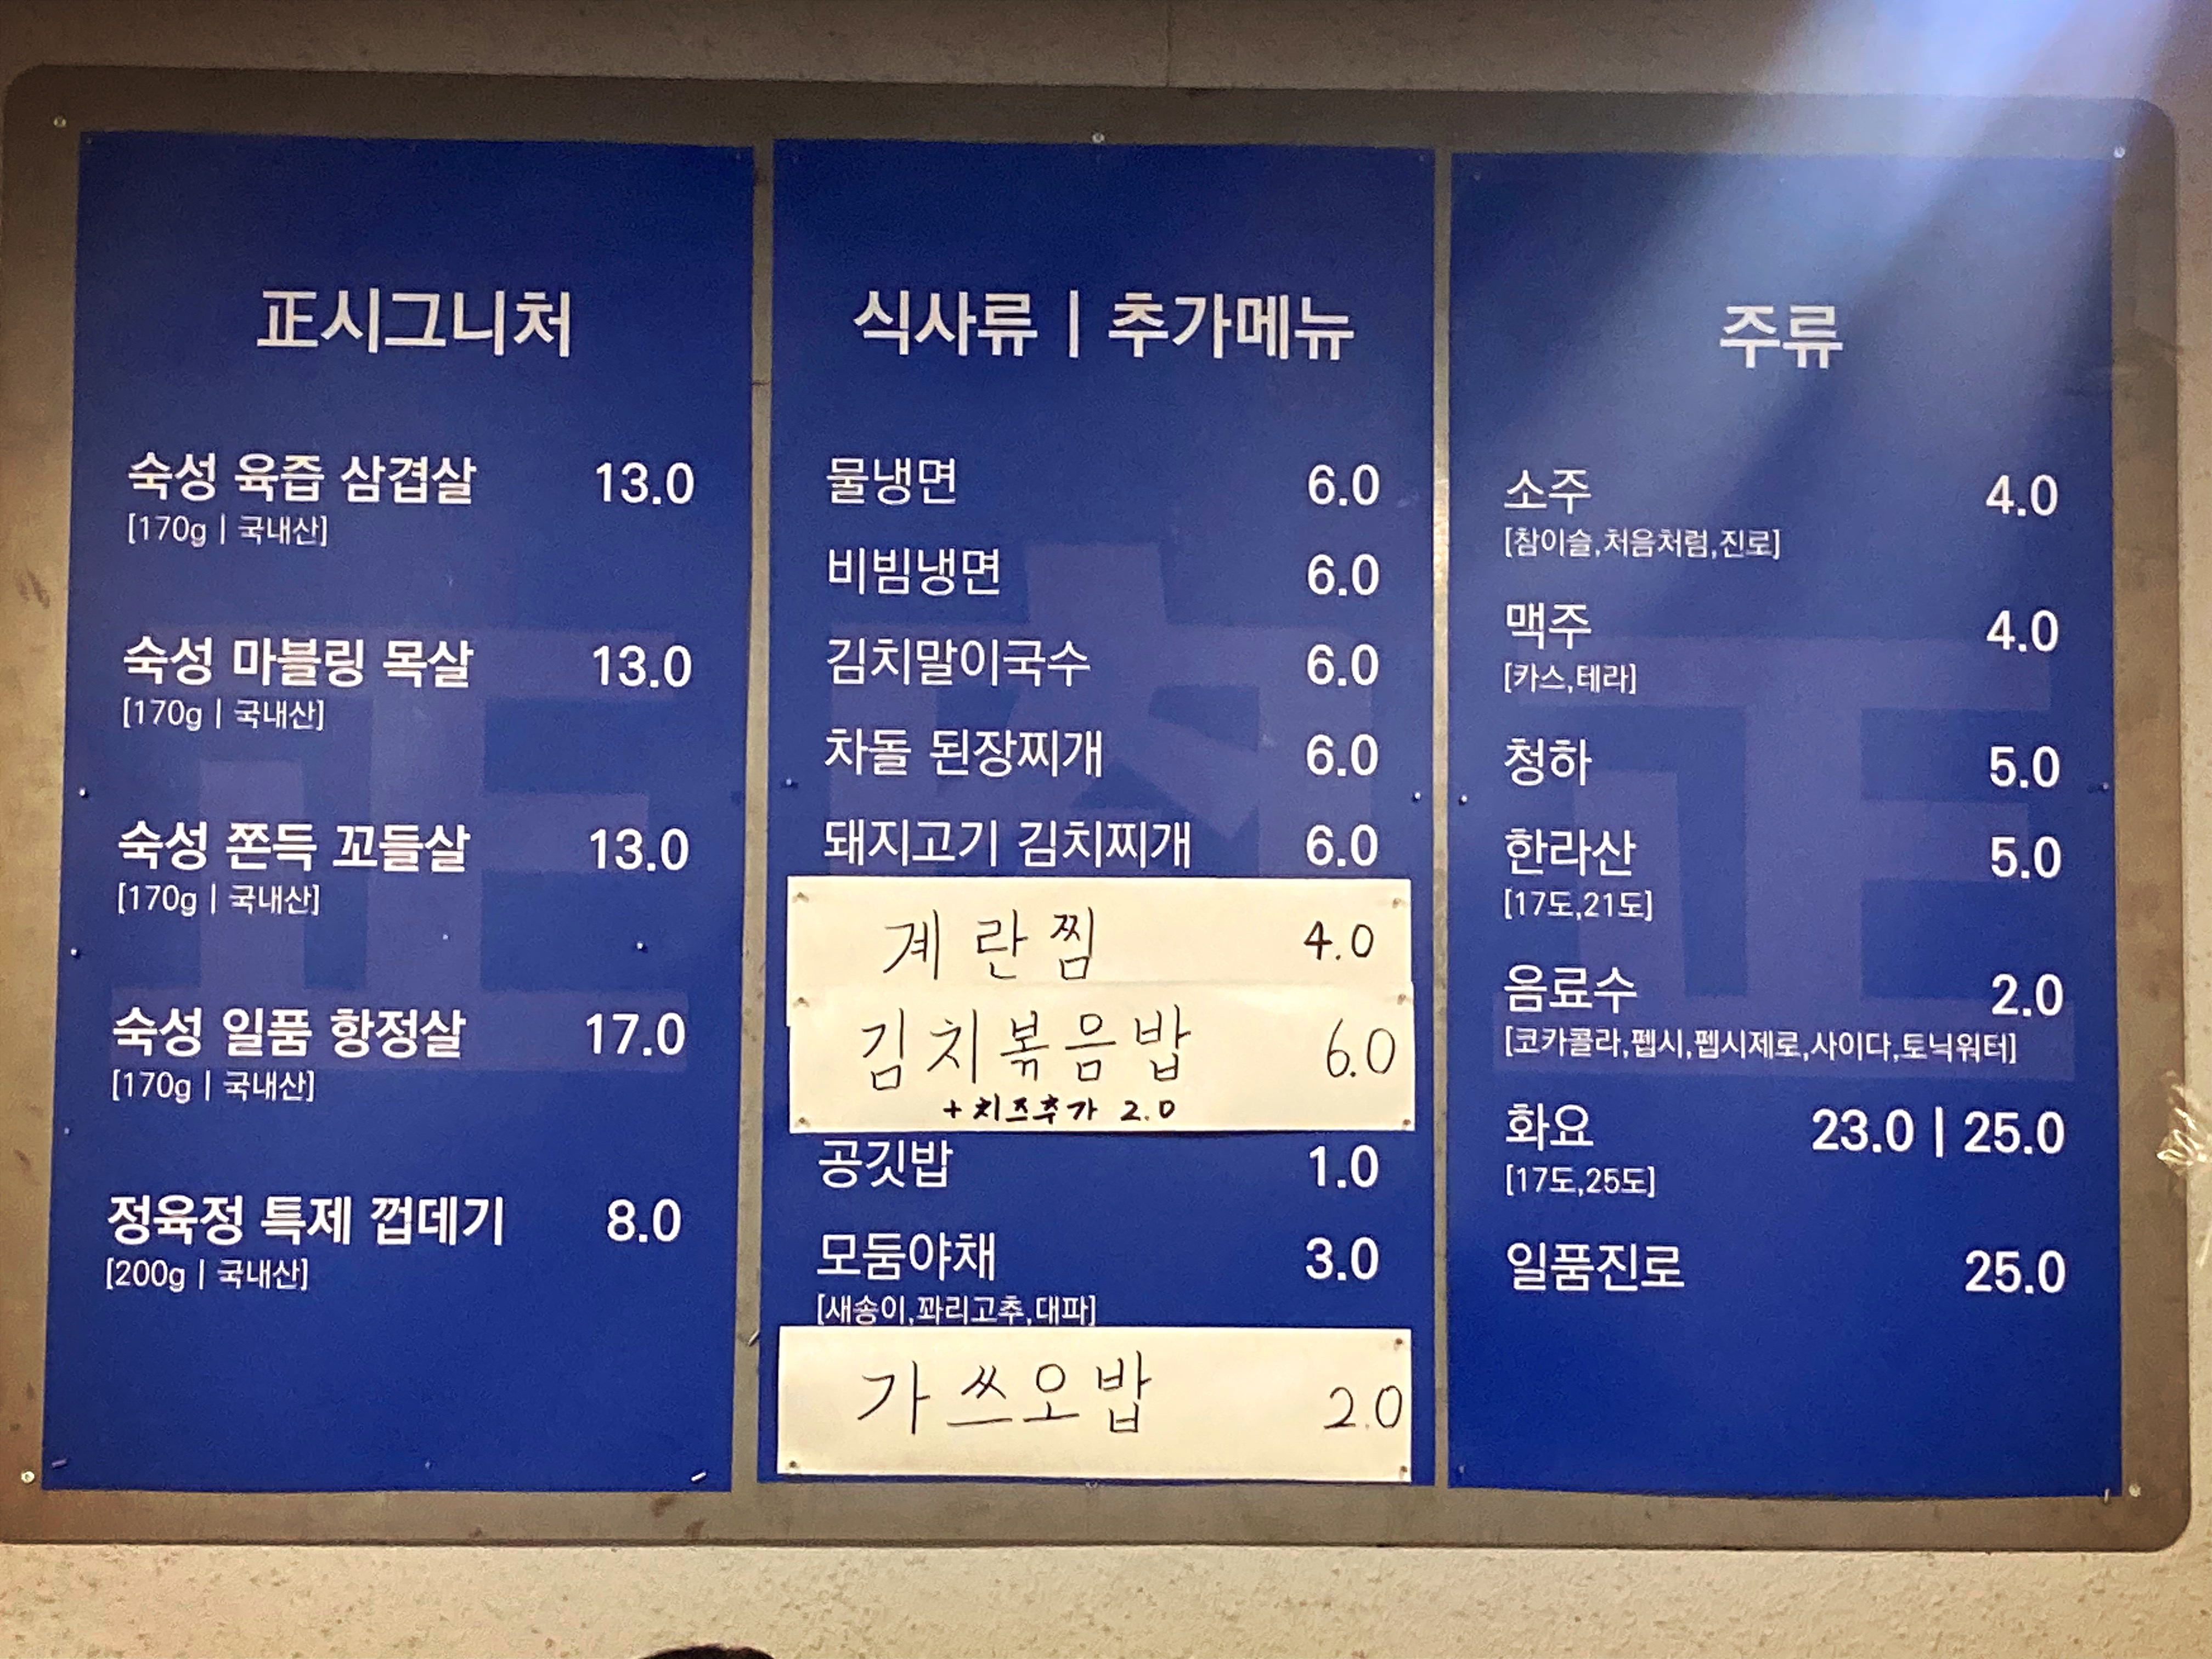 正시그니처
숙성 육즙 삼겹살 13.0
[170g | 국내산]
숙성 마블링 목살 13.0
[170g | 국내산]
숙성 쫀득 꼬들살 13.0
[170g | 국내산]
숙성 일품 항정살 17.0
[170g | 국내산]
정육정 특제 껍데기 8.0
[200g | 국내산]
식사류 | 추가메뉴
물냉면 6.0
비빔냉면 6.0
김치말이국수 6.0
차돌 된장찌개 6.0
돼지고기 김치찌개 6.0
계란찜 4.0
김치볶음밥 6.0
+치즈추가 2.0
공깃밥 1.0
모둠야채 3.0
[새송이,꽈리고추,대파]
가쓰오밥 2.0
주류
소주 4.0
[참이슬,처음처럼,진로]
맥주 4.0
[카스,테라]
청하 5.0
한라산 5.0
[17도,21도]
음료수 2.0
[코카콜라,펩시,펩시제로,사이다,토닉워터]
화요 23.0 | 25.0
[17도,25도]
일품진로 25.0